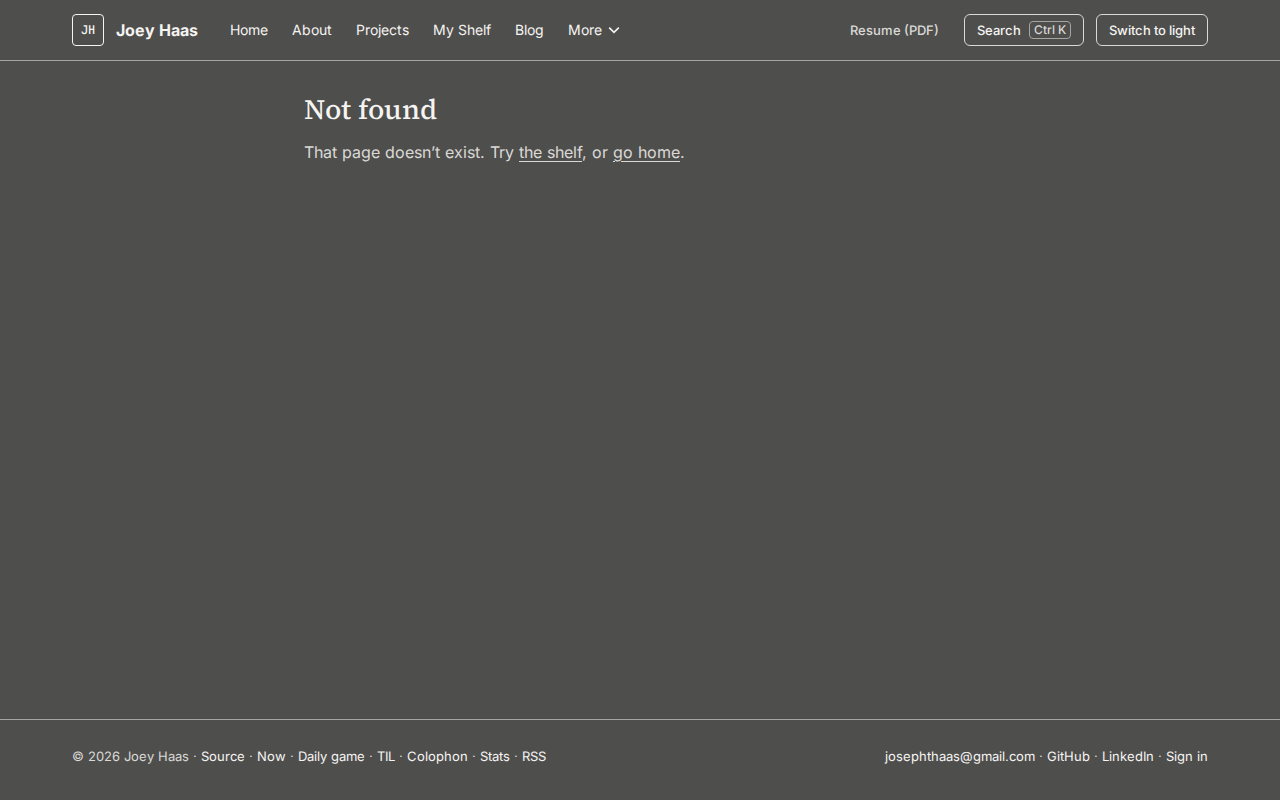 JH Joey Haas Home About Projects My Shelf Blog More Resume (PDF) Search Ctrl K Switch to light
Not found
That page doesn’t exist. Try the shelf, or go home.
© 2026 Joey Haas · Source · Now · Daily game · TIL · Colophon · Stats · RSS josephthaas@gmail.com · GitHub · LinkedIn · Sign in